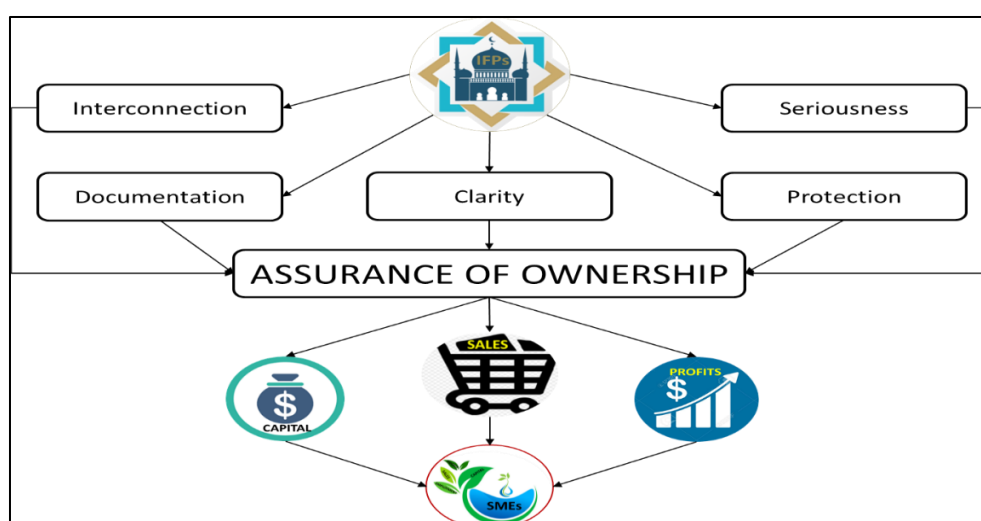 IFPs
Interconnection
Seriousness
Documentation
Clarity
Protection
ASSURANCE OF OWNERSHIP
SALES
PROFITS
$
$
CAPITAL
SMEs